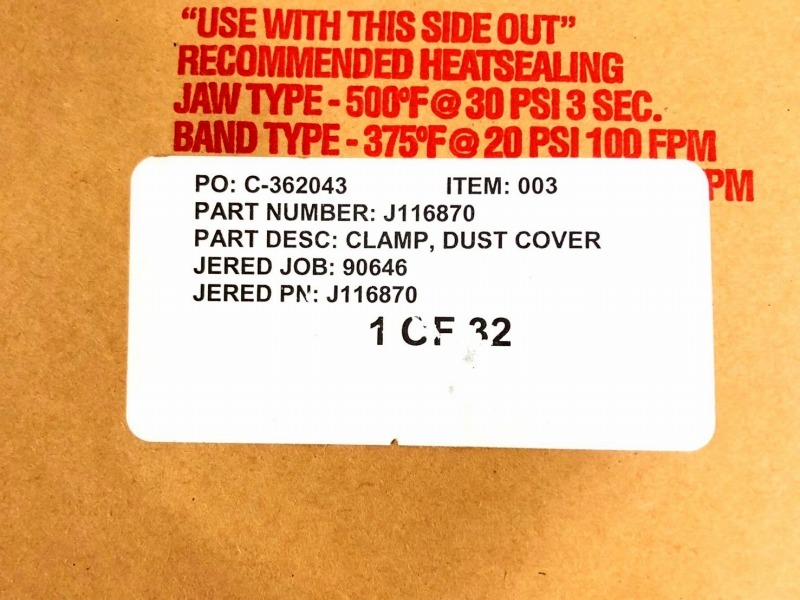 “USE WITH THIS SIDE OUT”
RECOMMENDED HEATSEALING
JAW TYPE - 500°F @ 30 PSI 3 SEC.
BAND TYPE - 375°F @ 20 PSI 100 FPM
PM
PO: C-362043 ITEM: 003
PART NUMBER: J116870
PART DESC: CLAMP, DUST COVER
JERED JOB: 90646
JERED PN: J116870
1 OF 32